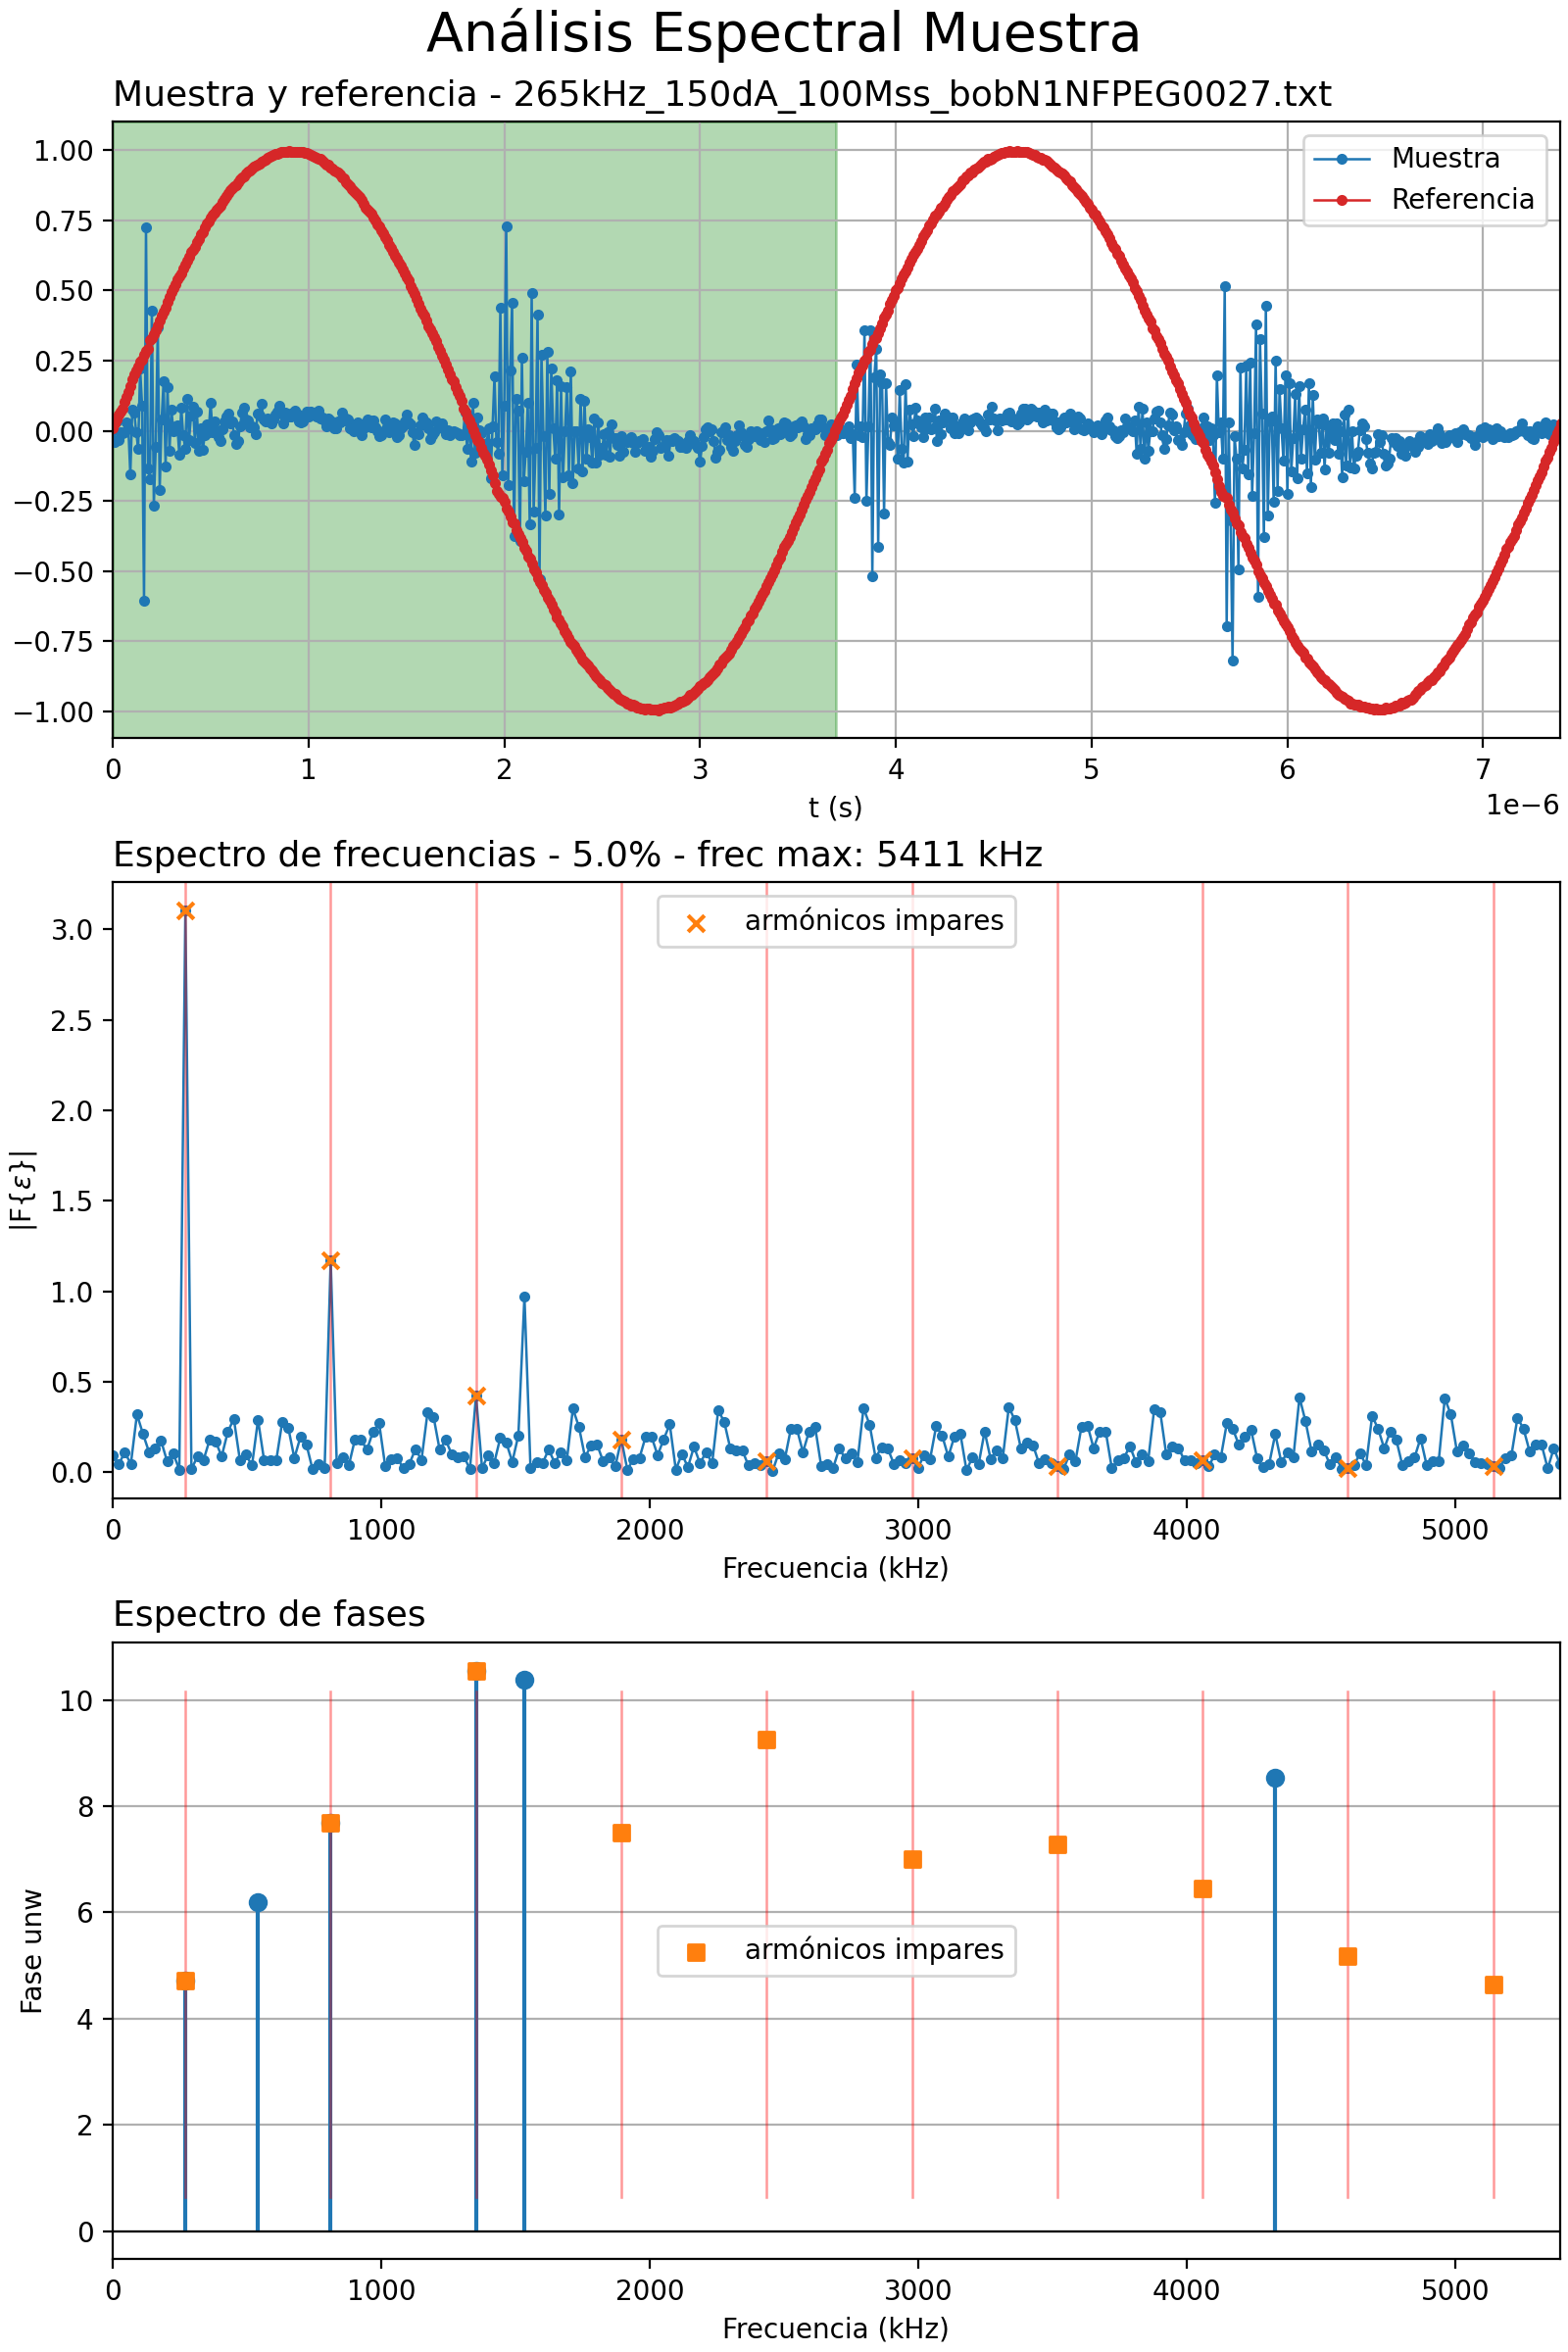 Análisis Espectral Muestra
Muestra y referencia - 265kHz_150dA_100Mss_bobN1NFPEG0027.txt
1.00
0.75
0.50
0.25
0.00
−0.25
−0.50
−0.75
−1.00
Muestra
Referencia
0 1 2 3 4 5 6 7
1e−6
t (s)
Espectro de frecuencias - 5.0% - frec max: 5411 kHz
armónicos impares
3.0
2.5
2.0
1.5
1.0
0.5
0.0
|F{ε}|
0 1000 2000 3000 4000 5000
Frecuencia (kHz)
Espectro de fases
10
8
6
4
2
0
Fase unw
armónicos impares
0 1000 2000 3000 4000 5000
Frecuencia (kHz)